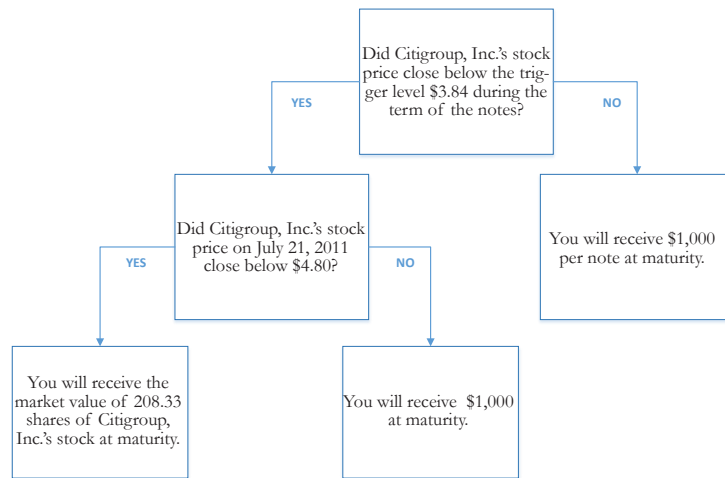 Did Citigroup, Inc.'s stock
price close below the trig-
ger level $3.84 during the
term of the notes?
YES
NO
Did Citigroup, Inc.'s stock
price on July 21, 2011
close below $4.80?
You will receive $1,000
per note at maturity.
YES
NO
You will receive the
market value of 208.33
shares of Citigroup,
Inc.'s stock at maturity.
You will receive $1,000
at maturity.